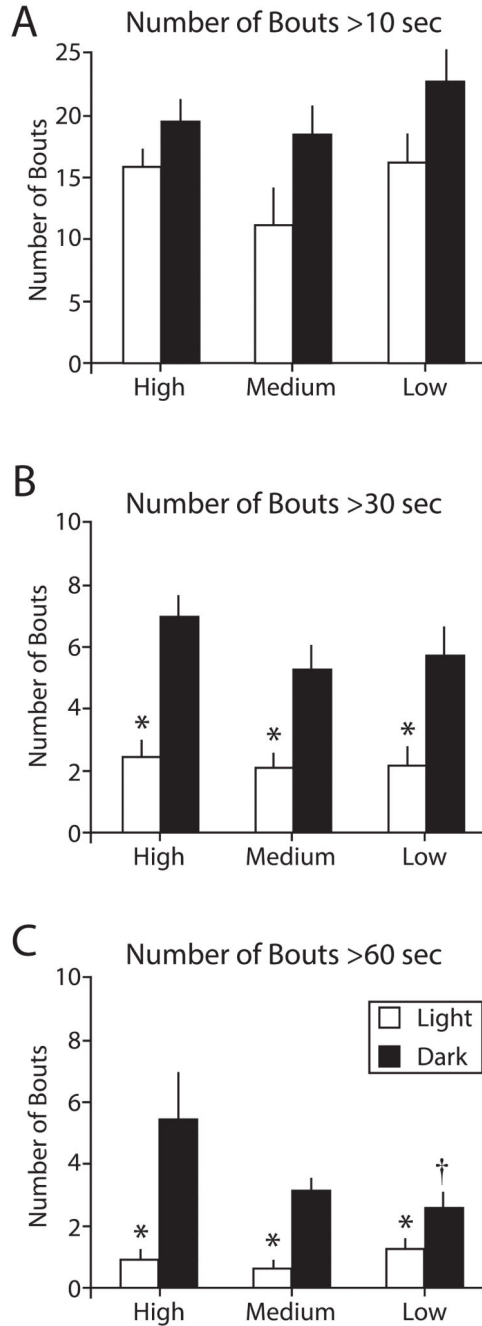 A
Number of Bouts >10 sec
Number of Bouts
25
20
15
10
5
0
High Medium Low
B
Number of Bouts >30 sec
Number of Bouts
10
8
6
4
2
0
* * *
High Medium Low
C
Number of Bouts >60 sec
Number of Bouts
10
8
6
4
2
0
Light
Dark
* * * †
High Medium Low